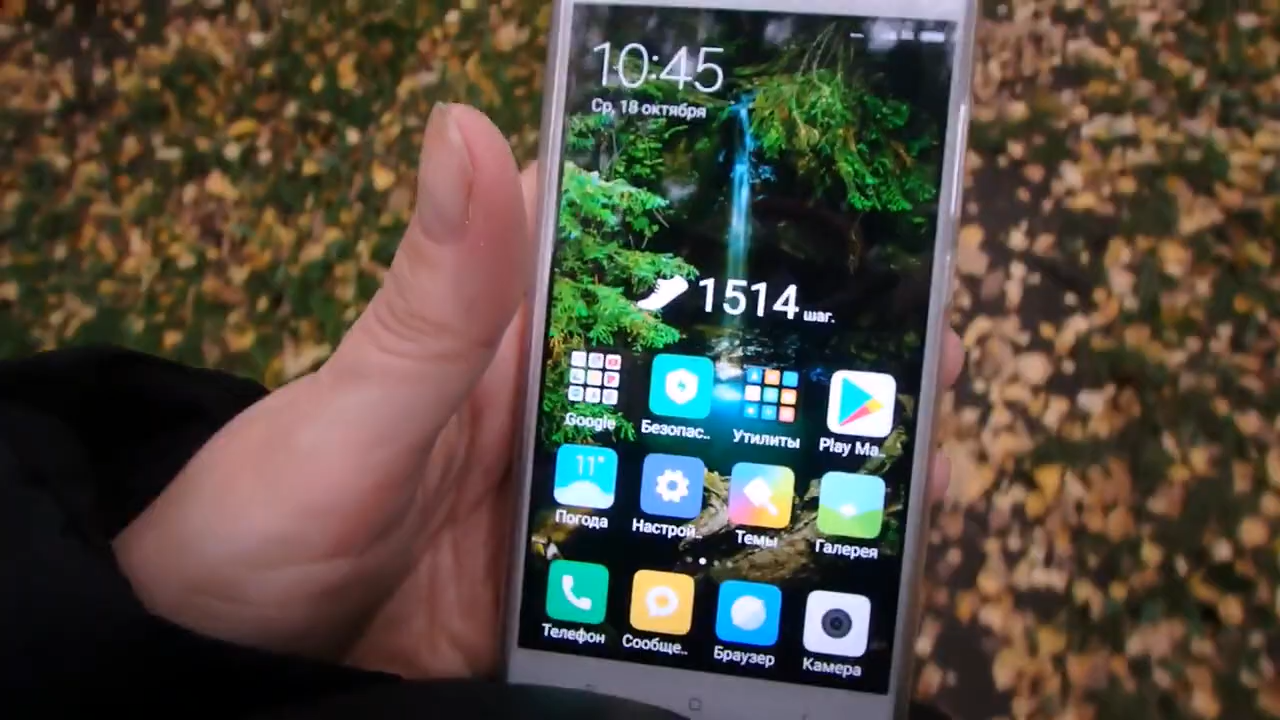 10:45
Ср, 18 октября
1514 шаг.
Google
Безопас..
Утилиты
Play Ma..
11°
Погода
Настрой..
Темы
Галерея
Телефон
Сообще..
Браузер
Камера